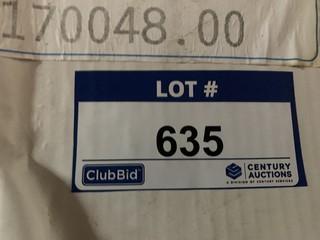 170048.00
LOT #
635
ClubBid
CENTURY
AUCTIONS
A DIVISION OF CENTURY SERVICES